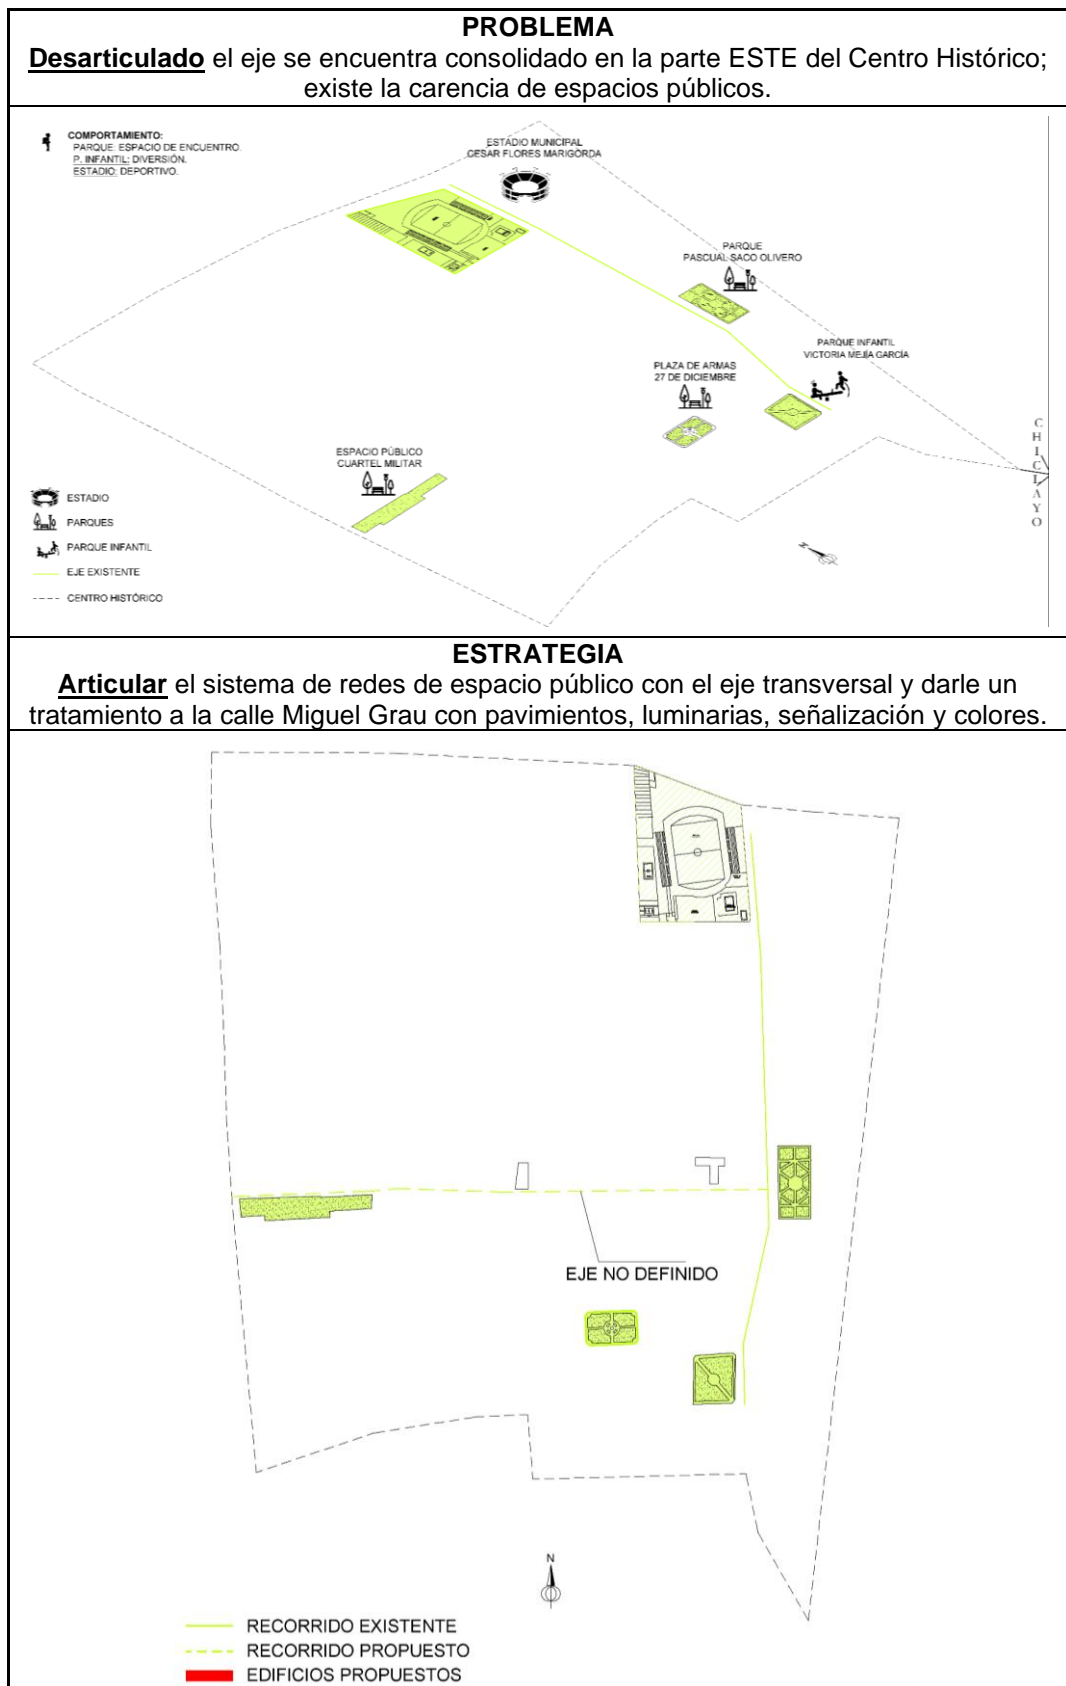 PROBLEMA
Desarticulado el eje se encuentra consolidado en la parte ESTE del Centro Histórico;
existe la carencia de espacios públicos.
COMPORTAMIENTO:
PARQUE: ESPACIO DE ENCUENTRO.
P. INFANTIL: DIVERSIÓN.
ESTADIO: DEPORTIVO.
ESTADIO MUNICIPAL
CESAR FLORES MARIGORDA
PARQUE
PASCUAL SACO OLIVERO
PARQUE INFANTIL
VICTORIA MEJÍA GARCÍA
PLAZA DE ARMAS
27 DE DICIEMBRE
ESPACIO PÚBLICO
CUARTEL MILITAR
CHICLAYO
ESTADIO
PARQUES
PARQUE INFANTIL
EJE EXISTENTE
CENTRO HISTÓRICO
N
ESTRATEGIA
Articular el sistema de redes de espacio público con el eje transversal y darle un
tratamiento a la calle Miguel Grau con pavimentos, luminarias, señalización y colores.
EJE NO DEFINIDO
N
RECORRIDO EXISTENTE
RECORRIDO PROPUESTO
EDIFICIOS PROPUESTOS